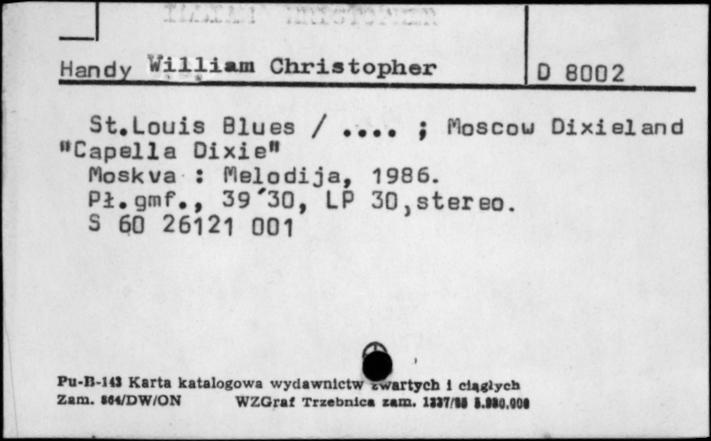 Handy William Christopher
D 8002
St.Louis Blues / .... ; Moscow Dixieland
"Capella Dixie"
Moskva : Melodija, 1986.
Pł.gmf., 39´30, LP 30,stereo.
S 60 26121 001
Pu-B-143 Karta katalogowa wydawnictw zwartych i ciągłych
Zam. 864/DW/ON WZGraf Trzebnica zam.